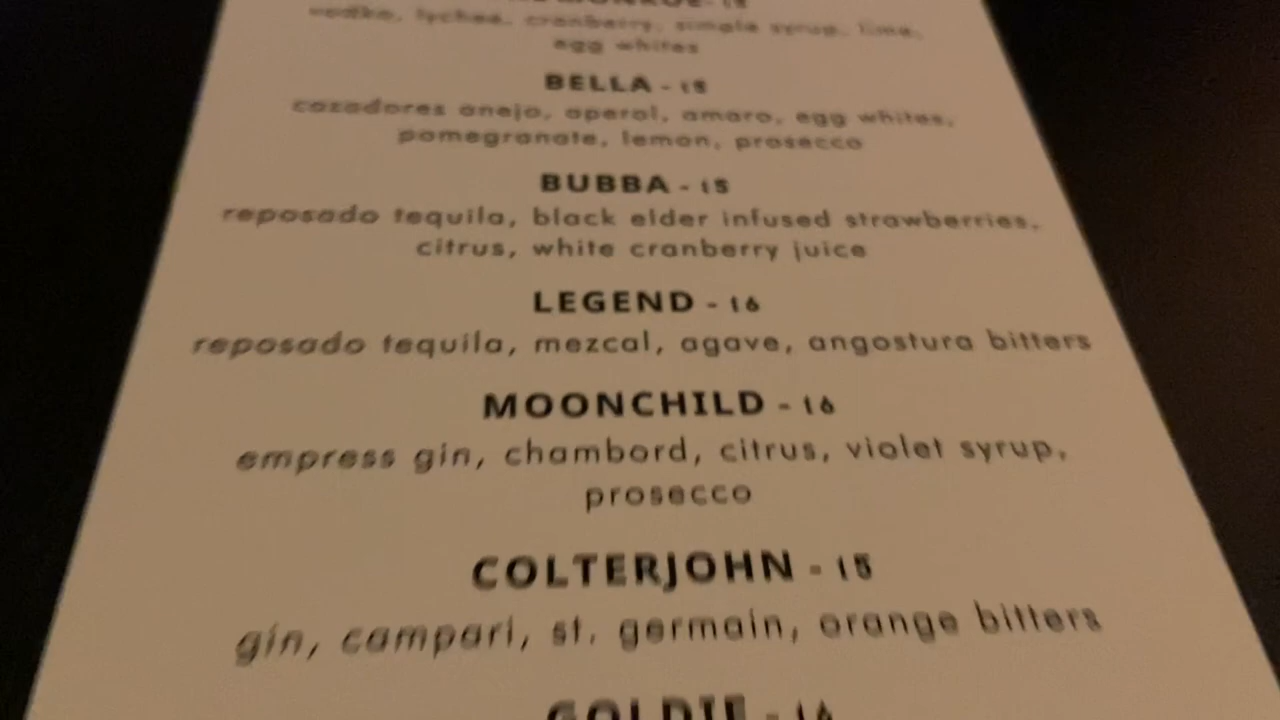 vodka, lychee, cranberry, simple syrup, lime,
egg whites
BELLA - 15
cazadores anejo, aperol, amaro, egg whites,
pomegranate, lemon, prosecco
BUBBA - 15
reposado tequila, black elder infused strawberries,
citrus, white cranberry juice
LEGEND - 16
reposado tequila, mezcal, agave, angostura bitters
MOONCHILD - 16
empress gin, chambord, citrus, violet syrup,
prosecco
COLTERJOHN - 15
gin, campari, st. germain, orange bitters
GOLDIE - 16